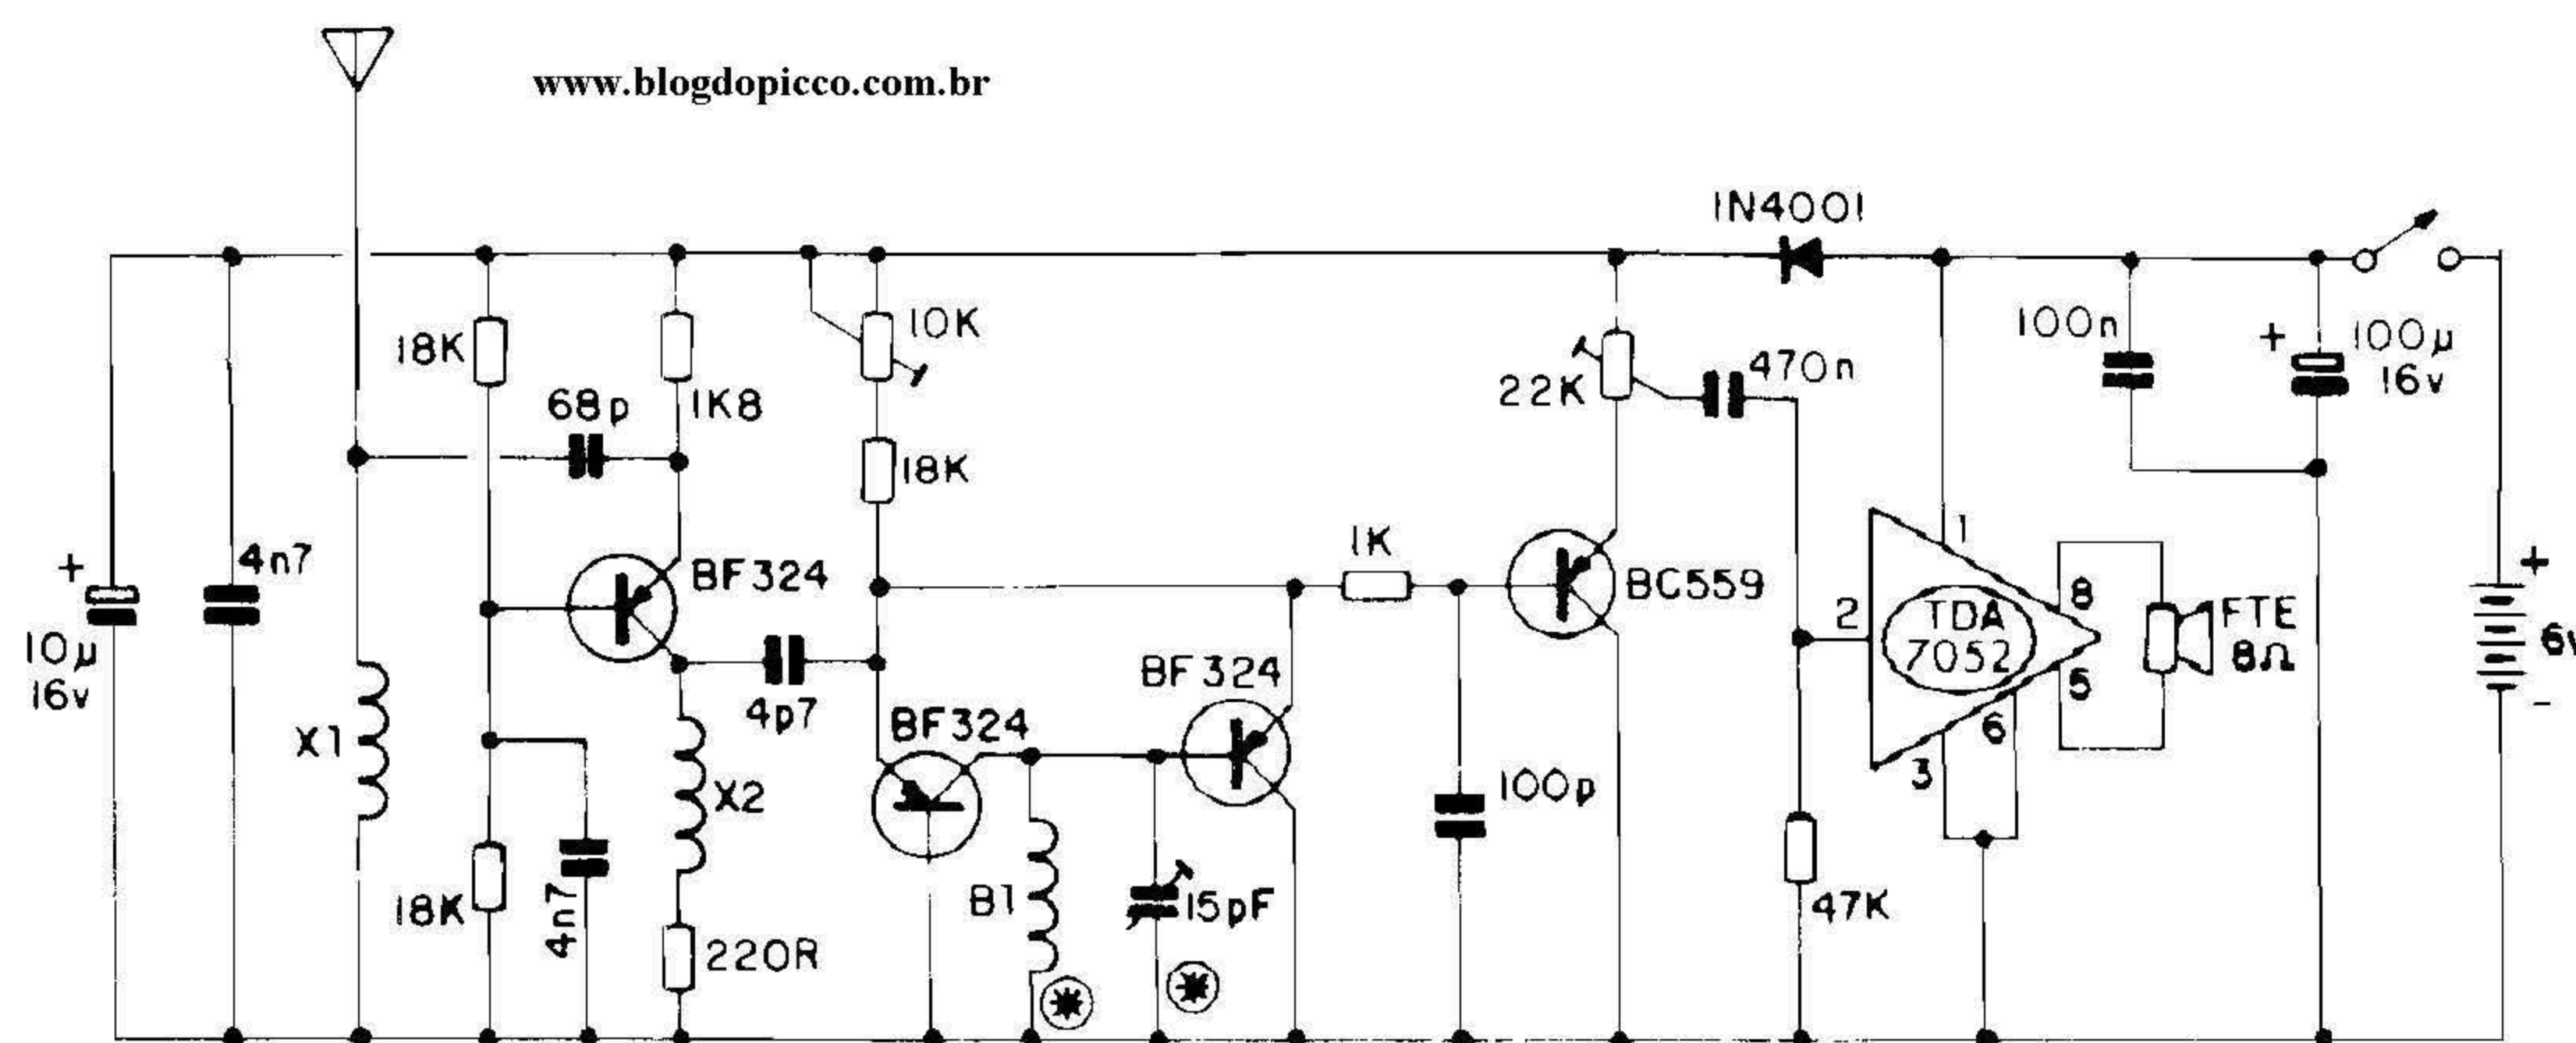 www.blogdopicco.com.br
1N4001
18K
1K8
10K
68p
18K
22K
470n
100n
+ 100µ
16v
+
10µ
16v
4n7
BF324
1K
BC559
1
2
TDA
7052
8
5
6
3
FTE
8Ω
+
6v
-
X1
4p7
X2
BF324
BF324
100p
18K
4n7
220R
B1
15pF
47K